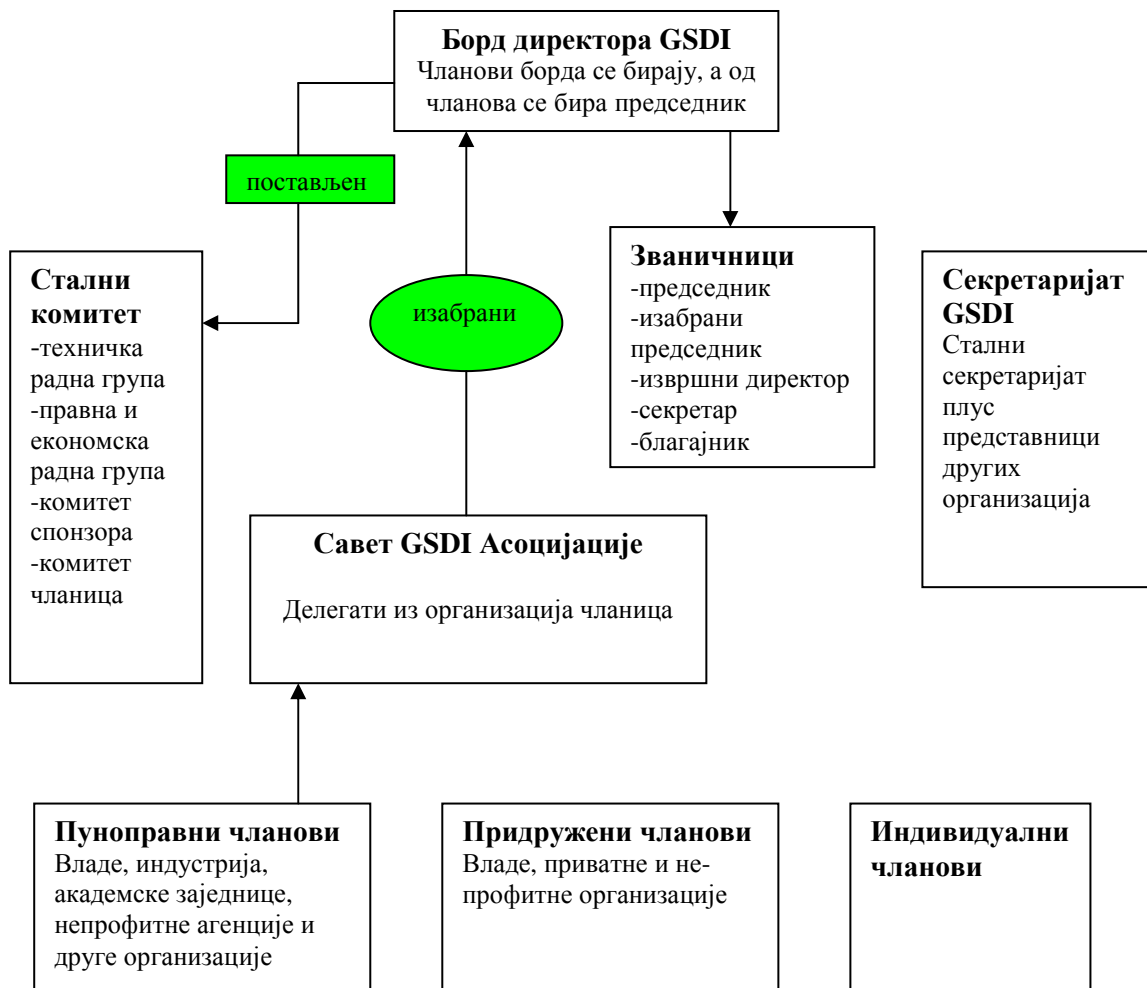 Борд директора GSDI
Чланови борда се бирају, а од
чланова се бира председник
постављен
изабрани
Стални
комитет
-техничка
радна група
-правна и
економска
радна група
-комитет
спонзора
-комитет
чланица
Званичници
-председник
-изабрани
председник
-извршни директор
-секретар
-благајник
Секретаријат
GSDI
Стални
секретаријат
плус
представници
других
организација
Савет GSDI Асоцијације
Делегати из организација чланица
Пуноправни чланови
Владе, индустрија,
академске заједнице,
непрофитне агенције и
друге организације
Придружени чланови
Владе, приватне и не-
профитне организације
Индивидуални
чланови